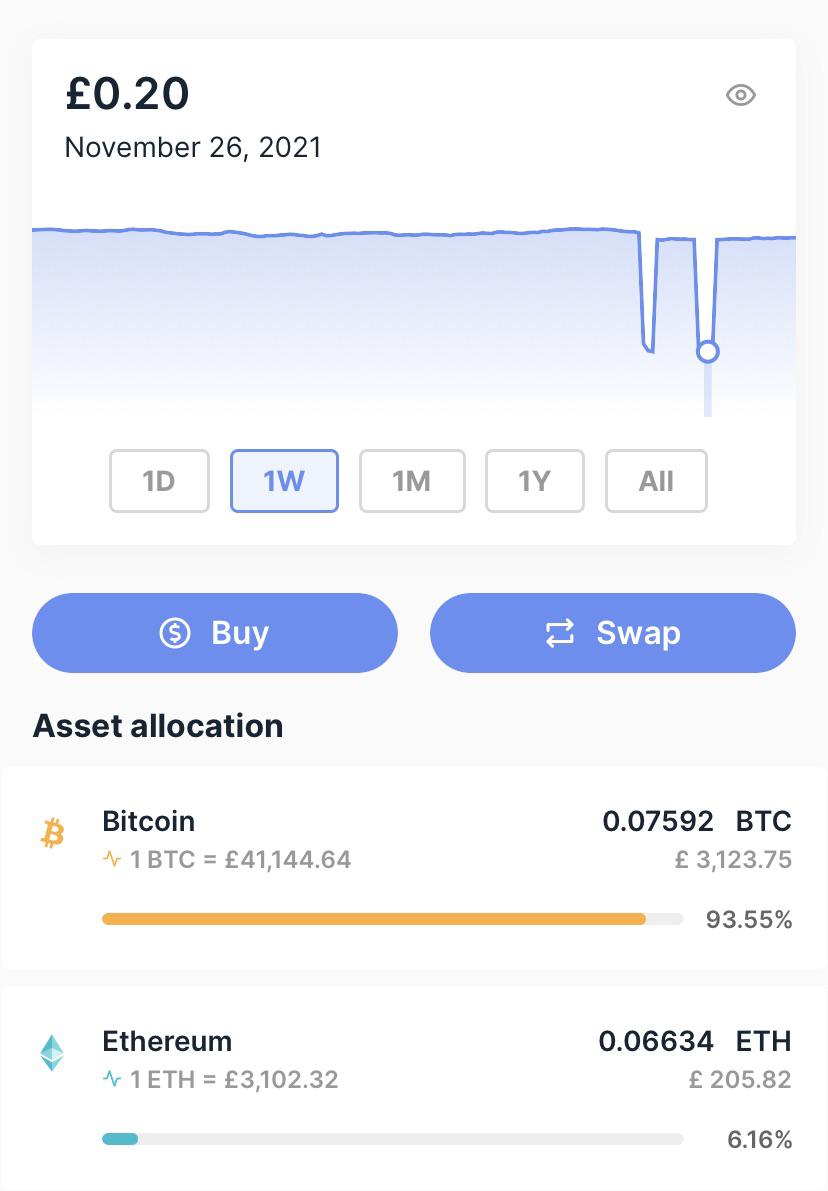 £0.20
November 26, 2021
1D 1W 1M 1Y All
Buy Swap
Asset allocation
Bitcoin 0.07592 BTC
1 BTC = £41,144.64 £ 3,123.75
93.55%
Ethereum 0.06634 ETH
1 ETH = £3,102.32 £ 205.82
6.16%